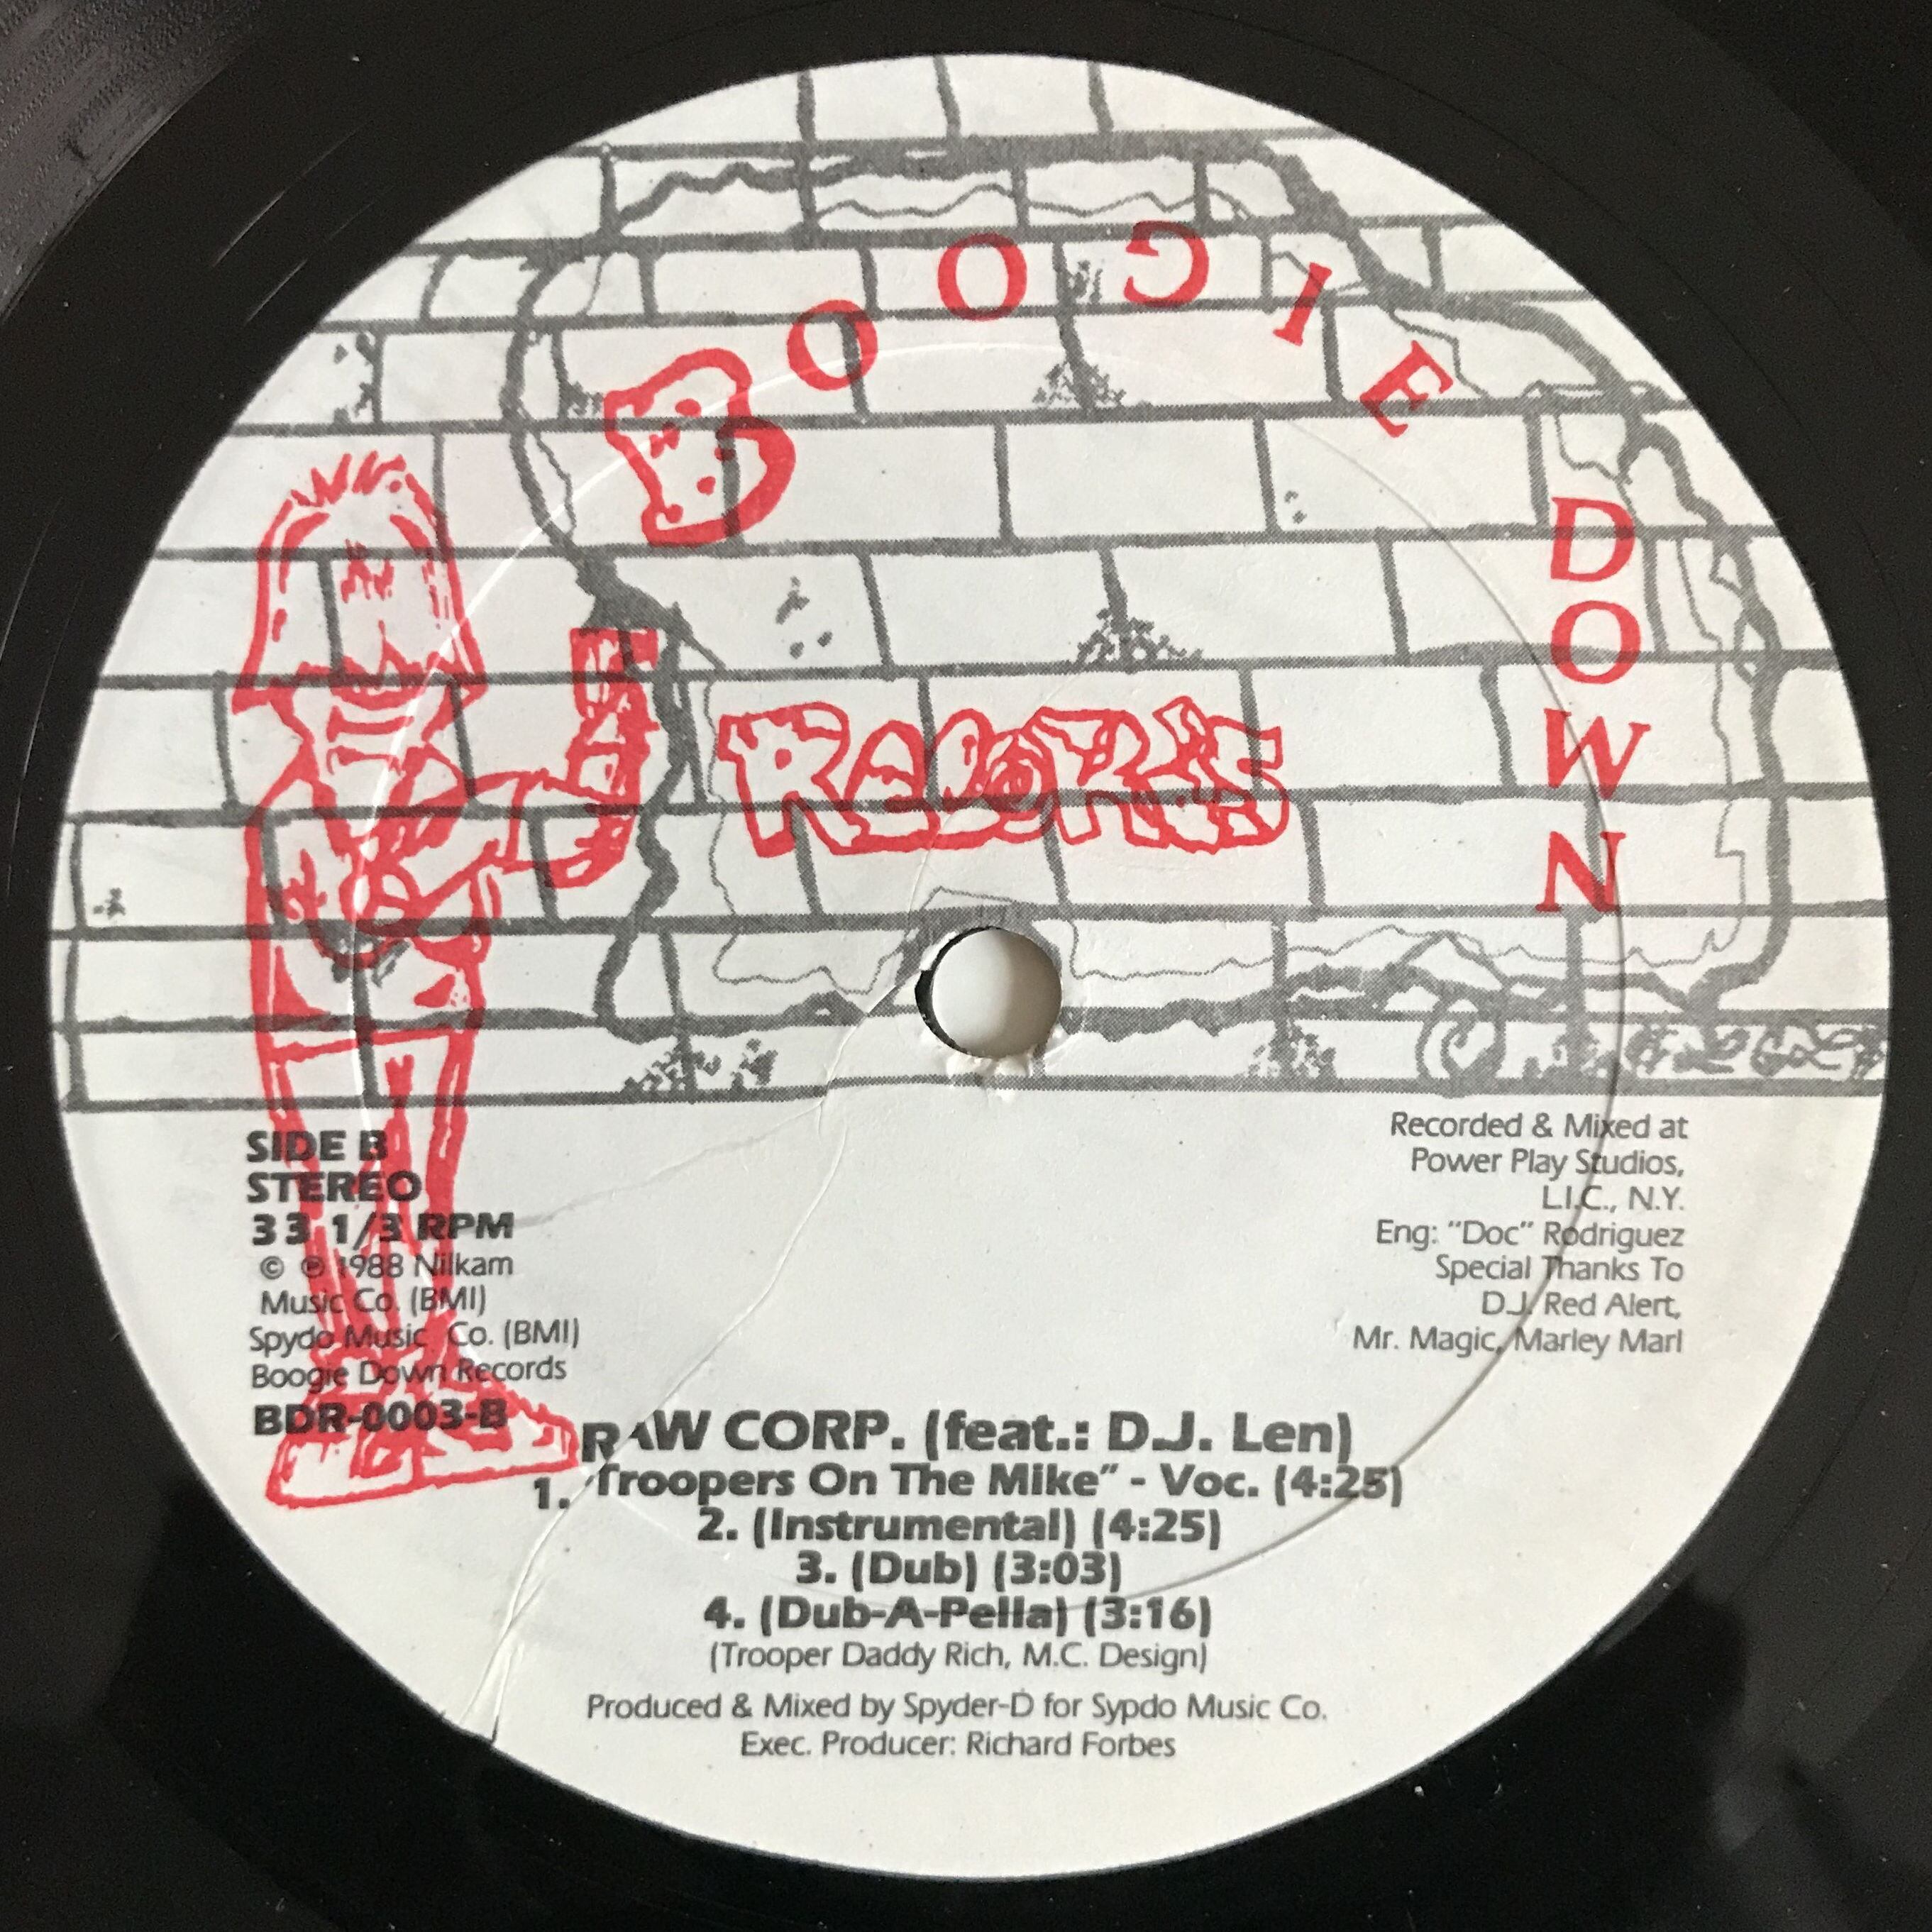 BOOGIE
DOWN
RECORDS
SIDE B
STEREO
33 1/3 RPM
© ℗ 1988 Nilkam
Music Co. (BMI)
Spydo Music Co. (BMI)
Boogie Down Records
BDR-0003-B
Recorded & Mixed at
Power Play Studios,
L.I.C., N.Y.
Eng: "Doc" Rodriguez
Special Thanks To
D.J. Red Alert,
Mr. Magic, Marley Marl
RAW CORP. (feat.: D.J. Len)
1. "Troopers On The Mike" - Voc. (4:25)
2. (Instrumental) (4:25)
3. (Dub) (3:03)
4. (Dub-A-Pella) (3:16)
(Trooper Daddy Rich, M.C. Design)
Produced & Mixed by Spyder-D for Sypdo Music Co.
Exec. Producer: Richard Forbes